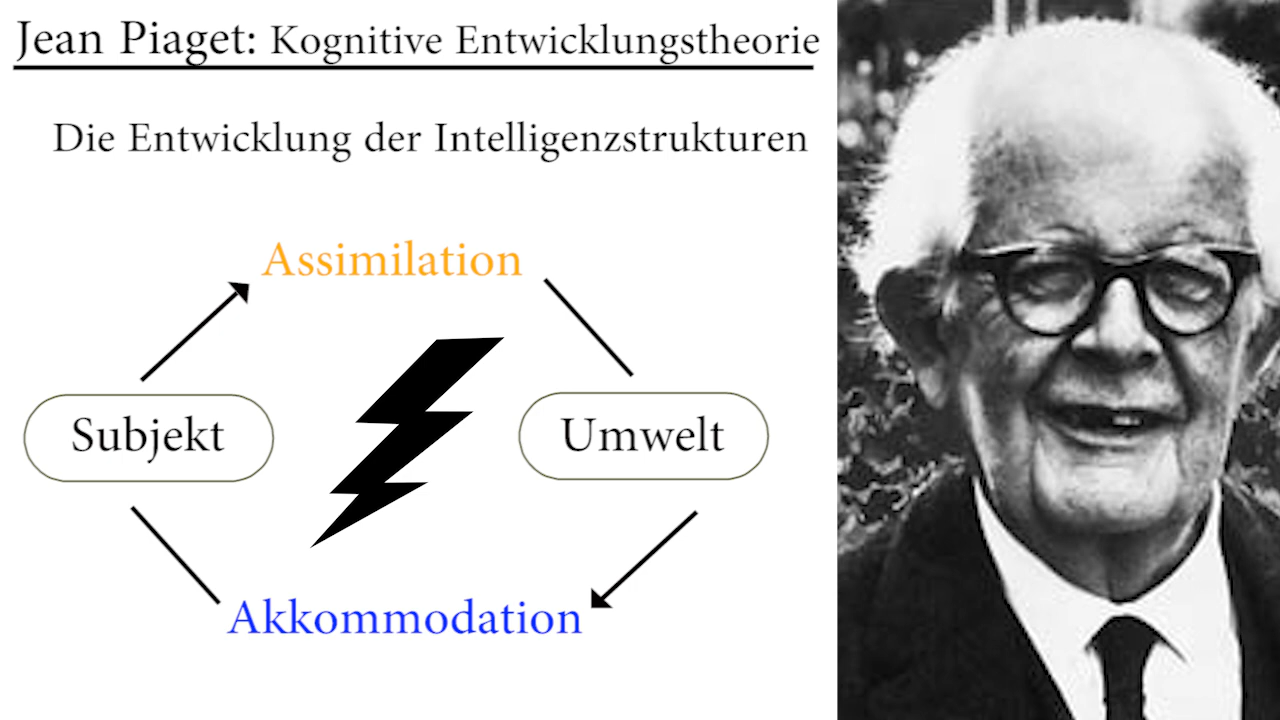 Jean Piaget: Kognitive Entwicklungstheorie
Die Entwicklung der Intelligenzstrukturen
Assimilation
Subjekt
Umwelt
Akkommodation